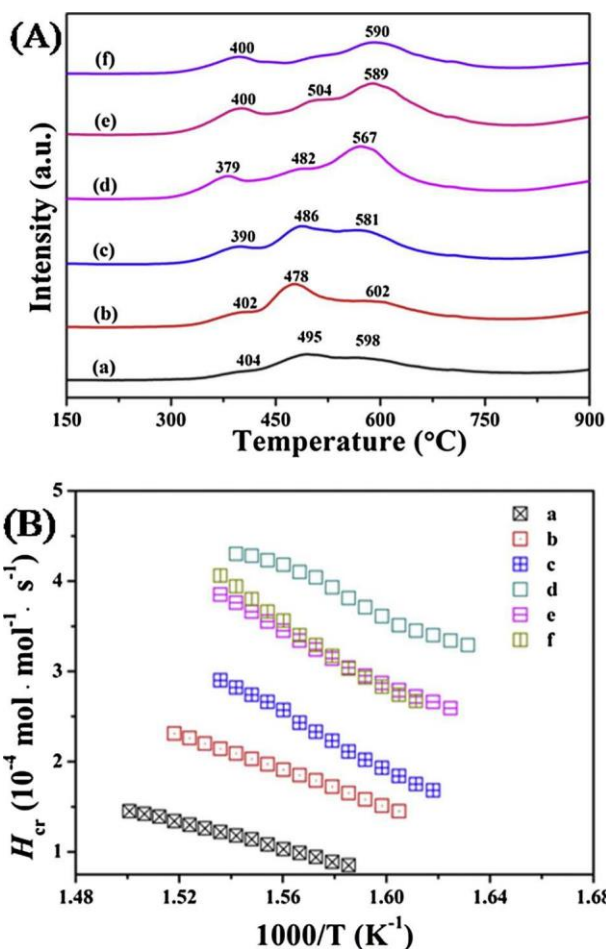 (A)
590
(f)
400
504
589
(e)
400
567
(d)
379
482
486
581
(c)
390
478
(b)
402
602
495
598
(a)
404
Intensity (a.u.)
150 300 450 600 750 900
Temperature (°C)
(B)
5
4
3
2
1
a
b
c
d
e
f
H_cr (10⁻⁴ mol · mol⁻¹ · s⁻¹)
1.48 1.52 1.56 1.60 1.64 1.68
1000/T (K⁻¹)